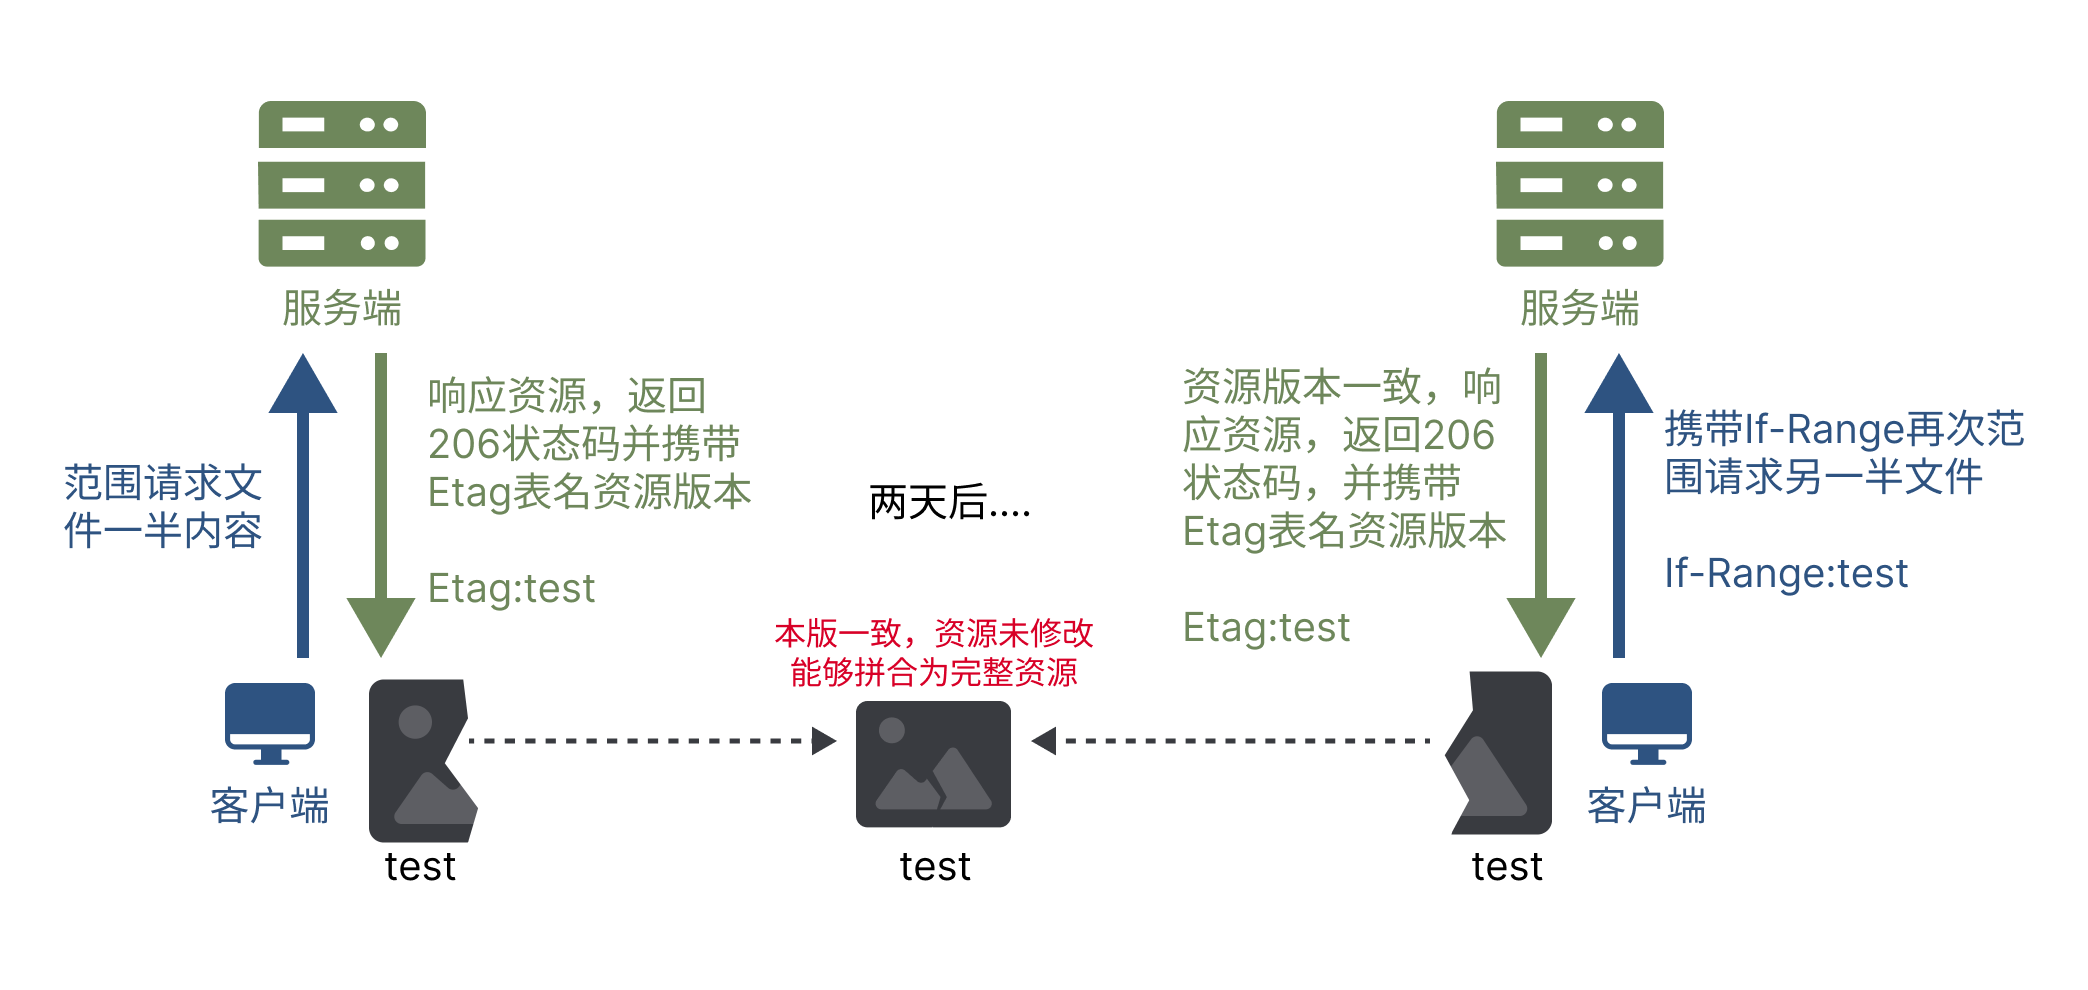 服务端
范围请求文
件一半内容
响应资源，返回
206状态码并携带
Etag表名资源版本
Etag:test
客户端
test
两天后....
本版一致，资源未修改
能够拼合为完整资源
test
服务端
资源版本一致，响
应资源，返回206
状态码，并携带
Etag表名资源版本
Etag:test
携带If-Range再次范
围请求另一半文件
If-Range:test
test
客户端